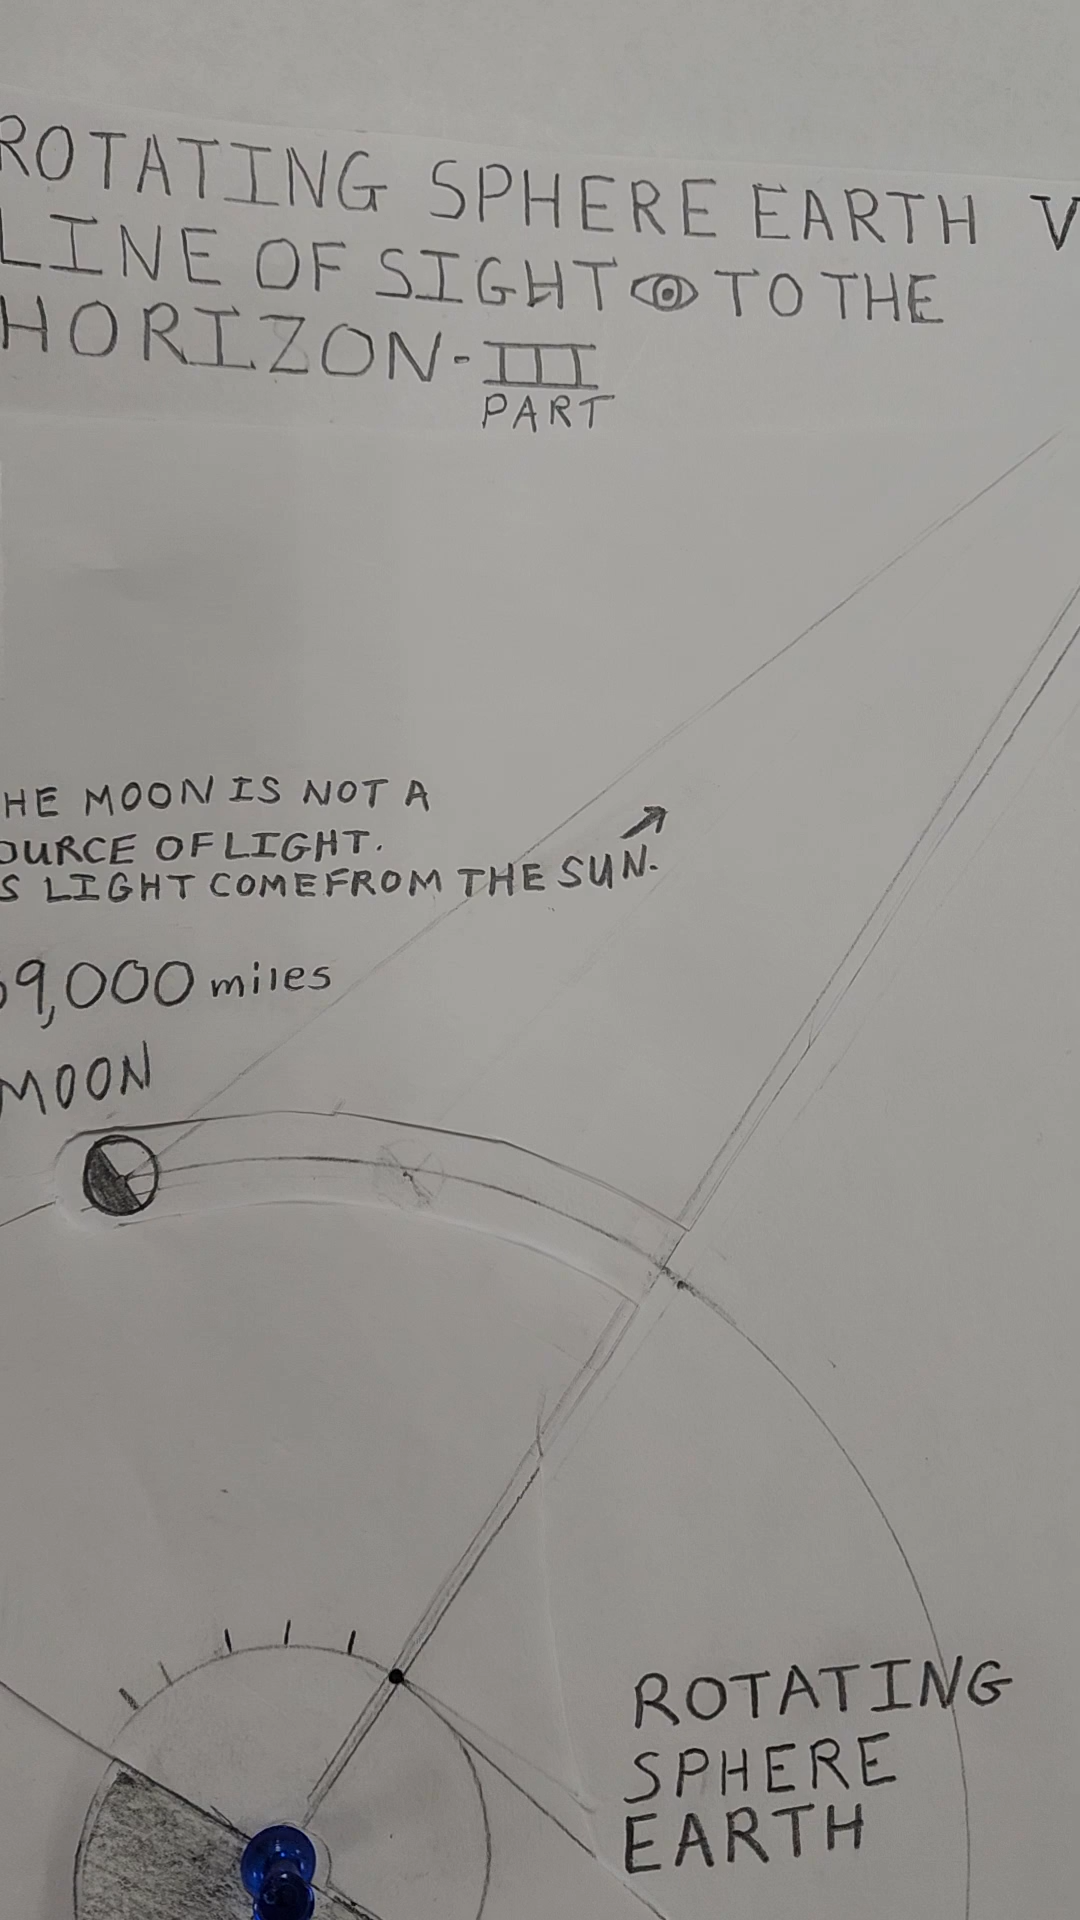 ROTATING SPHERE EARTH V
LINE OF SIGHT TO THE
HORIZON-III
PART
HE MOON IS NOT A
OURCE OF LIGHT.
S LIGHT COME FROM THE SUN.
9,000 miles
MOON
ROTATING
SPHERE
EARTH